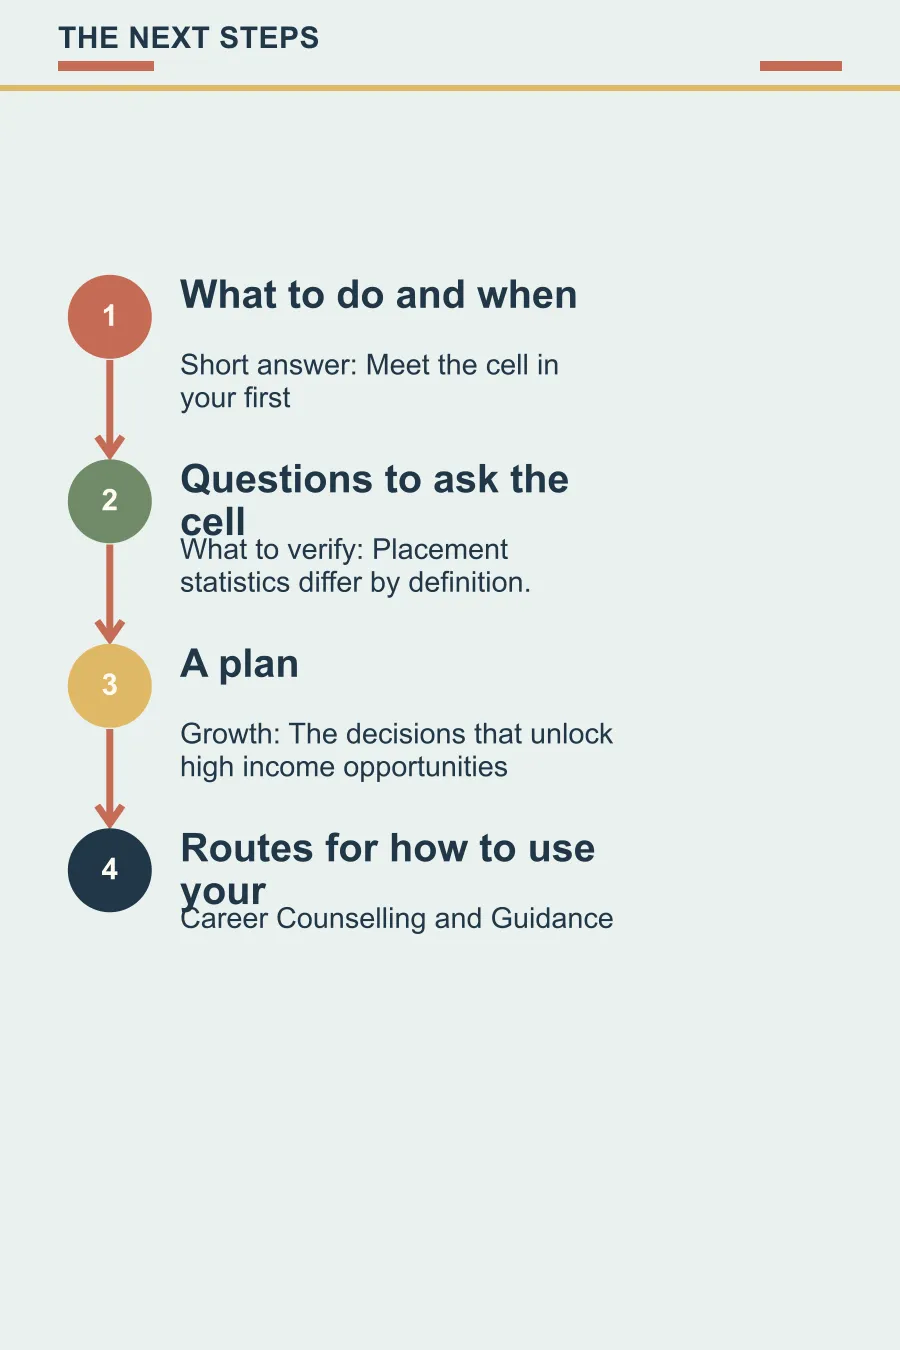 THE NEXT STEPS
1
What to do and when
Short answer: Meet the cell in
your first
2
Questions to ask the
cell
What to verify: Placement
statistics differ by definition.
3
A plan
Growth: The decisions that unlock
high income opportunities
4
Routes for how to use
your
Career Counselling and Guidance